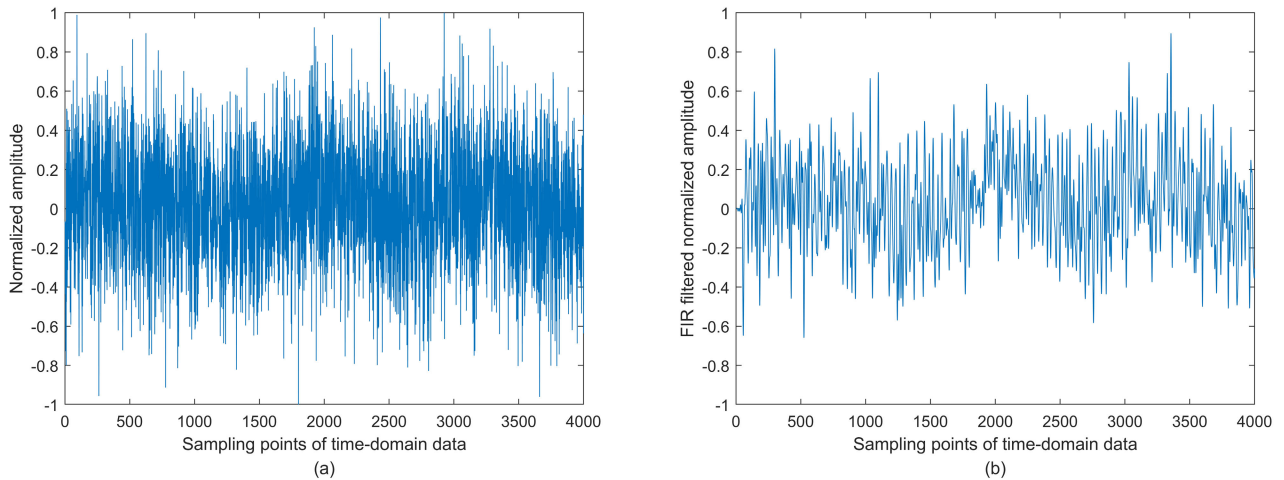 Normalized amplitude
1
0.8
0.6
0.4
0.2
0
-0.2
-0.4
-0.6
-0.8
-1
0 500 1000 1500 2000 2500 3000 3500 4000
Sampling points of time-domain data
(a)
FIR filtered normalized amplitude
1
0.8
0.6
0.4
0.2
0
-0.2
-0.4
-0.6
-0.8
-1
0 500 1000 1500 2000 2500 3000 3500 4000
Sampling points of time-domain data
(b)